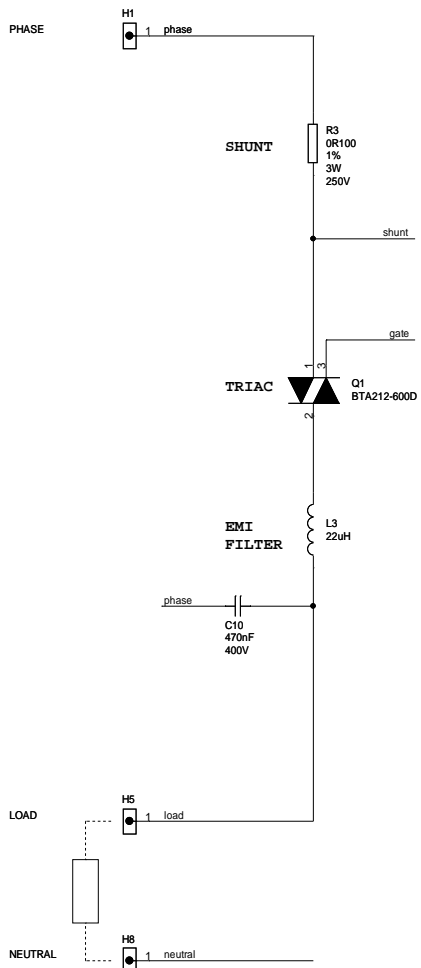 H1
PHASE
1 phase
SHUNT
R3
0R100
1%
3W
250V
shunt
gate
1 3
TRIAC
Q1
BTA212-600D
2
EMI
FILTER
L3
22uH
phase
C10
470nF
400V
H5
LOAD
1 load
H8
NEUTRAL
1 neutral